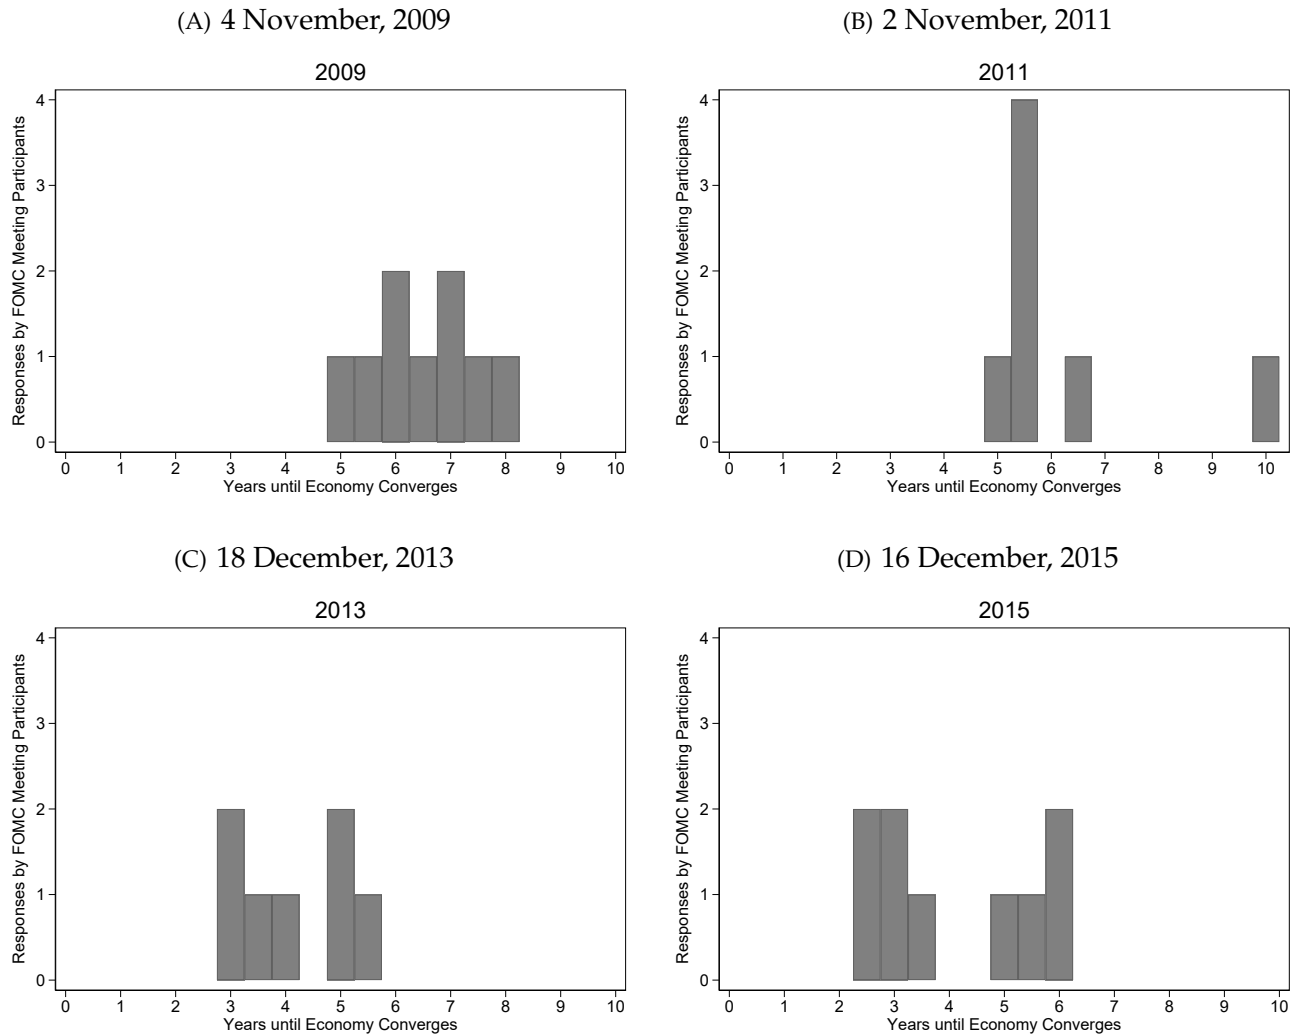 (A) 4 November, 2009
2009
Responses by FOMC Meeting Participants
4
3
2
1
0
0 1 2 3 4 5 6 7 8 9 10
Years until Economy Converges
(B) 2 November, 2011
2011
Responses by FOMC Meeting Participants
4
3
2
1
0
0 1 2 3 4 5 6 7 8 9 10
Years until Economy Converges
(C) 18 December, 2013
2013
Responses by FOMC Meeting Participants
4
3
2
1
0
0 1 2 3 4 5 6 7 8 9 10
Years until Economy Converges
(D) 16 December, 2015
2015
Responses by FOMC Meeting Participants
4
3
2
1
0
0 1 2 3 4 5 6 7 8 9 10
Years until Economy Converges